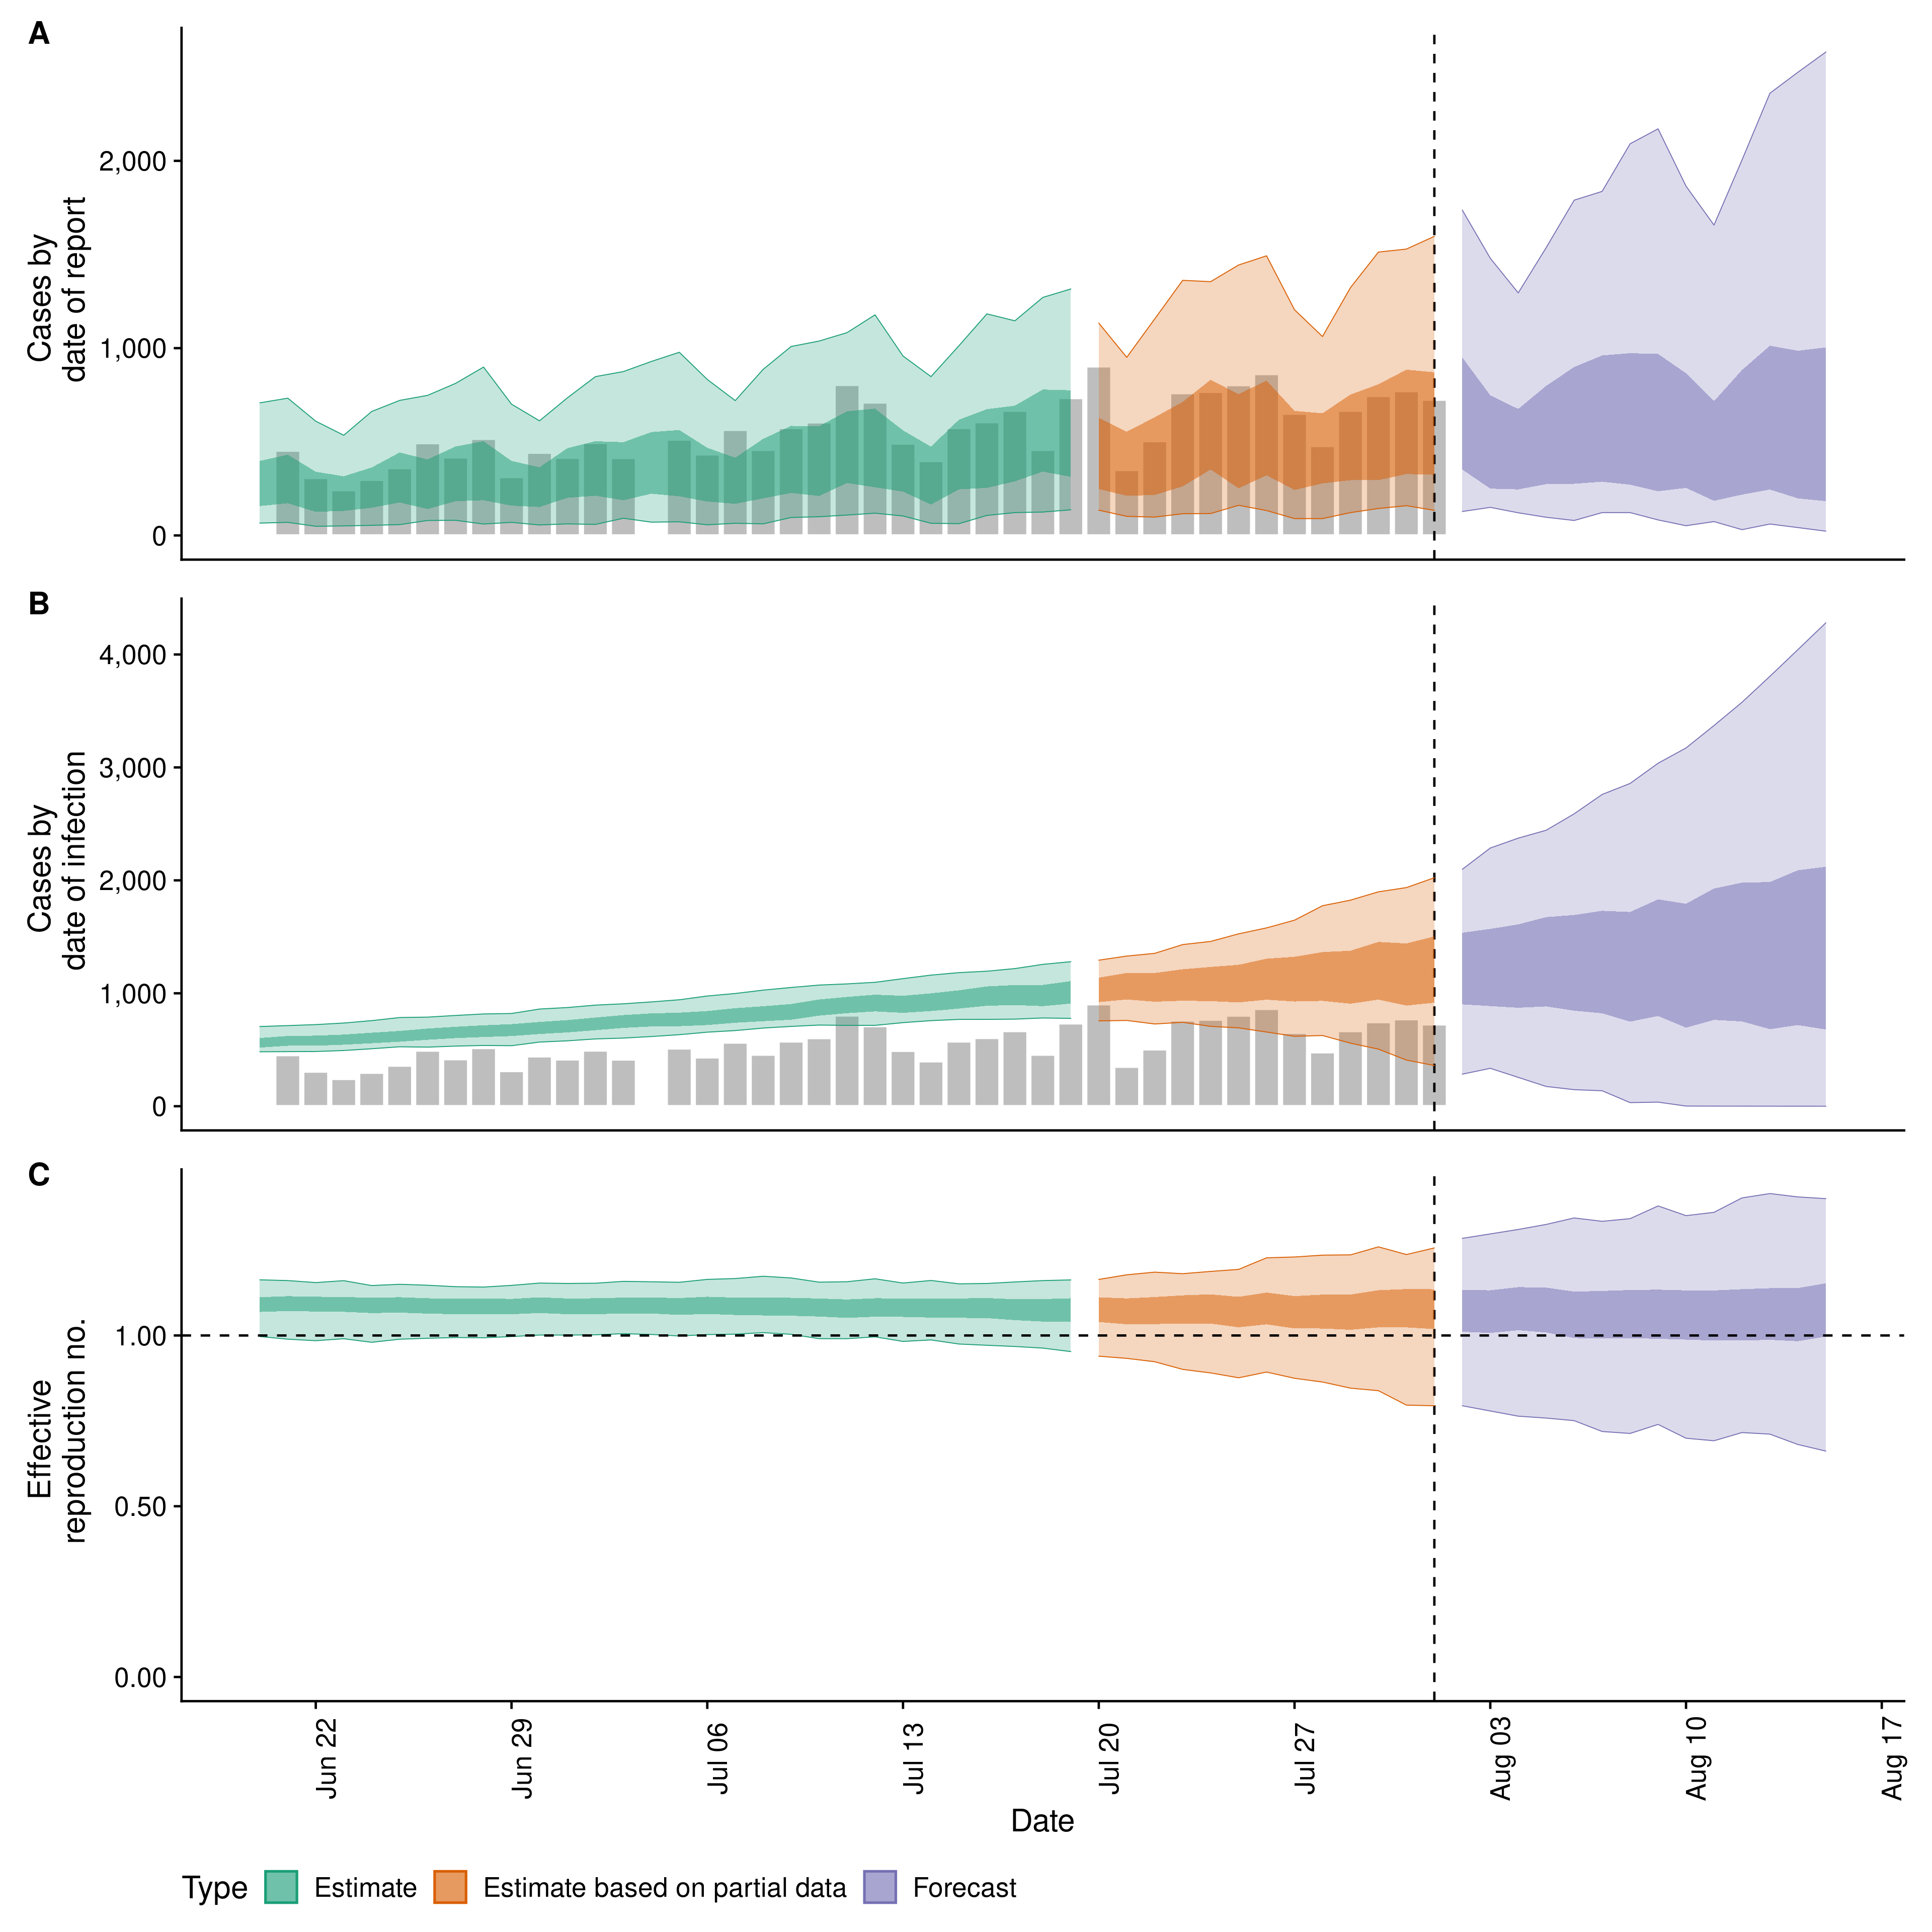 A
Cases by
date of report
2,000
1,000
0
B
Cases by
date of infection
4,000
3,000
2,000
1,000
0
C
Effective
reproduction no.
1.00
0.50
0.00
Jun 22
Jun 29
Jul 06
Jul 13
Jul 20
Jul 27
Aug 03
Aug 10
Aug 17
Date
Type Estimate Estimate based on partial data Forecast